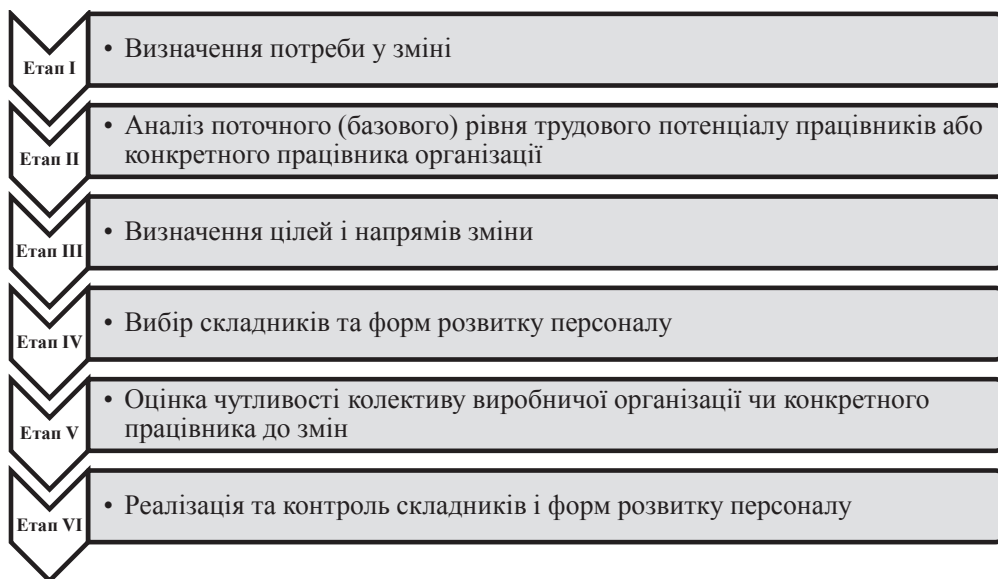 Етап I
• Визначення потреби у зміні
Етап II
• Аналіз поточного (базового) рівня трудового потенціалу працівників або
конкретного працівника організації
Етап III
• Визначення цілей і напрямів зміни
Етап IV
• Вибір складників та форм розвитку персоналу
Етап V
• Оцінка чутливості колективу виробничої організації чи конкретного
працівника до змін
Етап VI
• Реалізація та контроль складників і форм розвитку персоналу